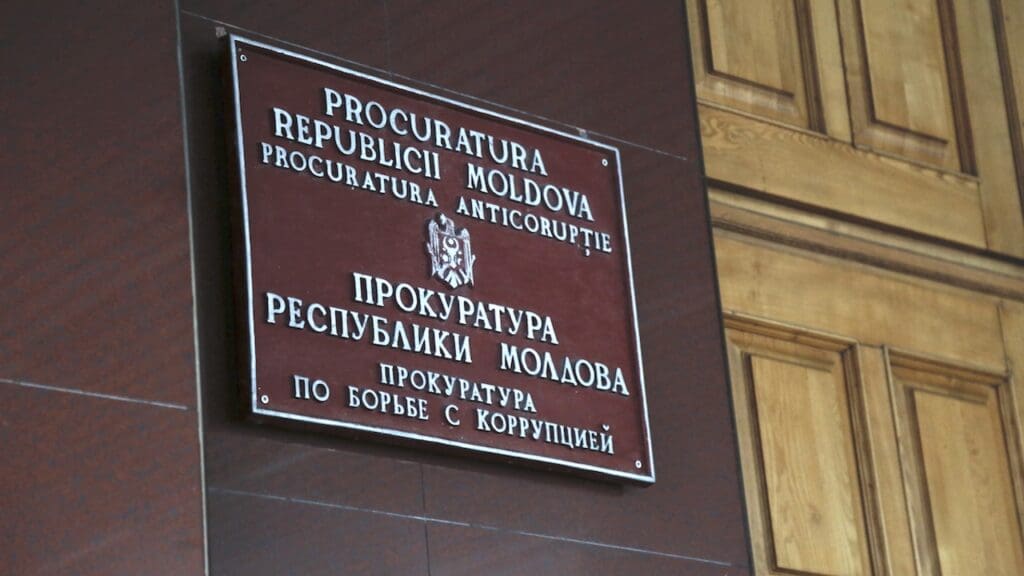 PROCURATURA
REPUBLICII MOLDOVA
PROCURATURA ANTICORUPȚIE
ПРОКУРАТУРА
РЕСПУБЛИКИ МОЛДОВА
ПРОКУРАТУРА
ПО БОРЬБЕ С КОРРУПЦИЕЙ